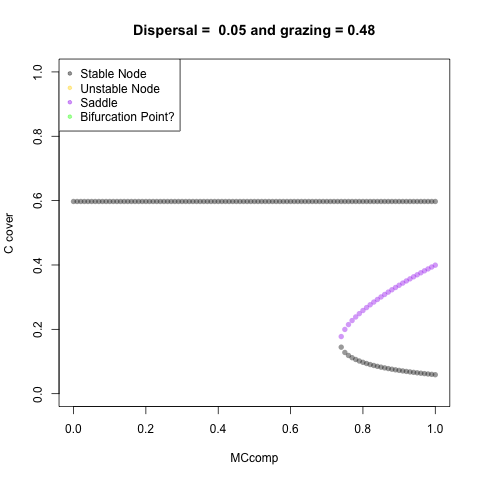 Dispersal =  0.05 and grazing = 0.48
Stable Node
Unstable Node
Saddle
Bifurcation Point?
C cover
1.0
0.8
0.6
0.4
0.2
0.0
0.0 0.2 0.4 0.6 0.8 1.0
MCcomp